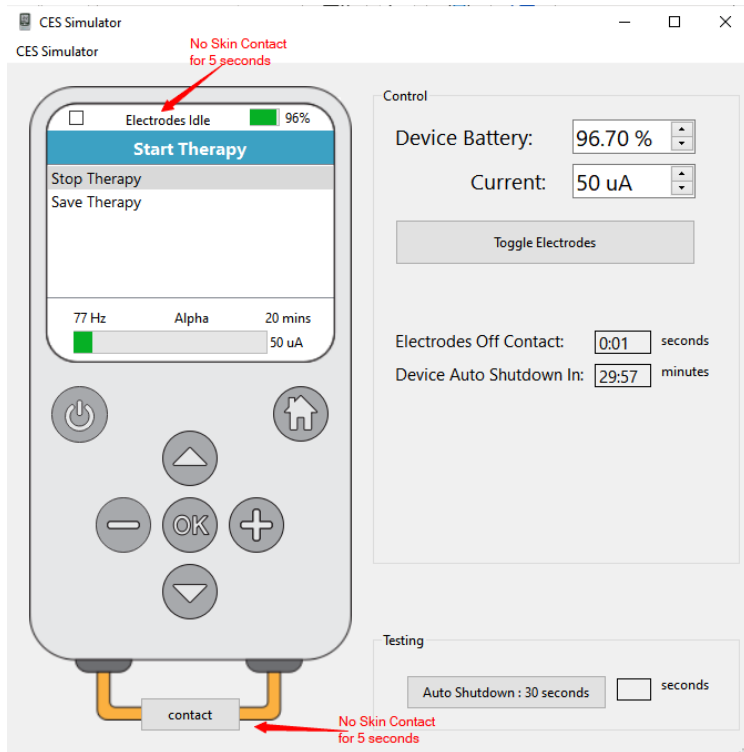 CES Simulator
CES Simulator
No Skin Contact
for 5 seconds
Electrodes Idle 96%
Start Therapy
Stop Therapy
Save Therapy
77 Hz Alpha 20 mins
50 uA
OK
contact
No Skin Contact
for 5 seconds
Control
Device Battery: 96.70 %
Current: 50 uA
Toggle Electrodes
Electrodes Off Contact: 0:01 seconds
Device Auto Shutdown In: 29:57 minutes
Testing
Auto Shutdown : 30 seconds seconds